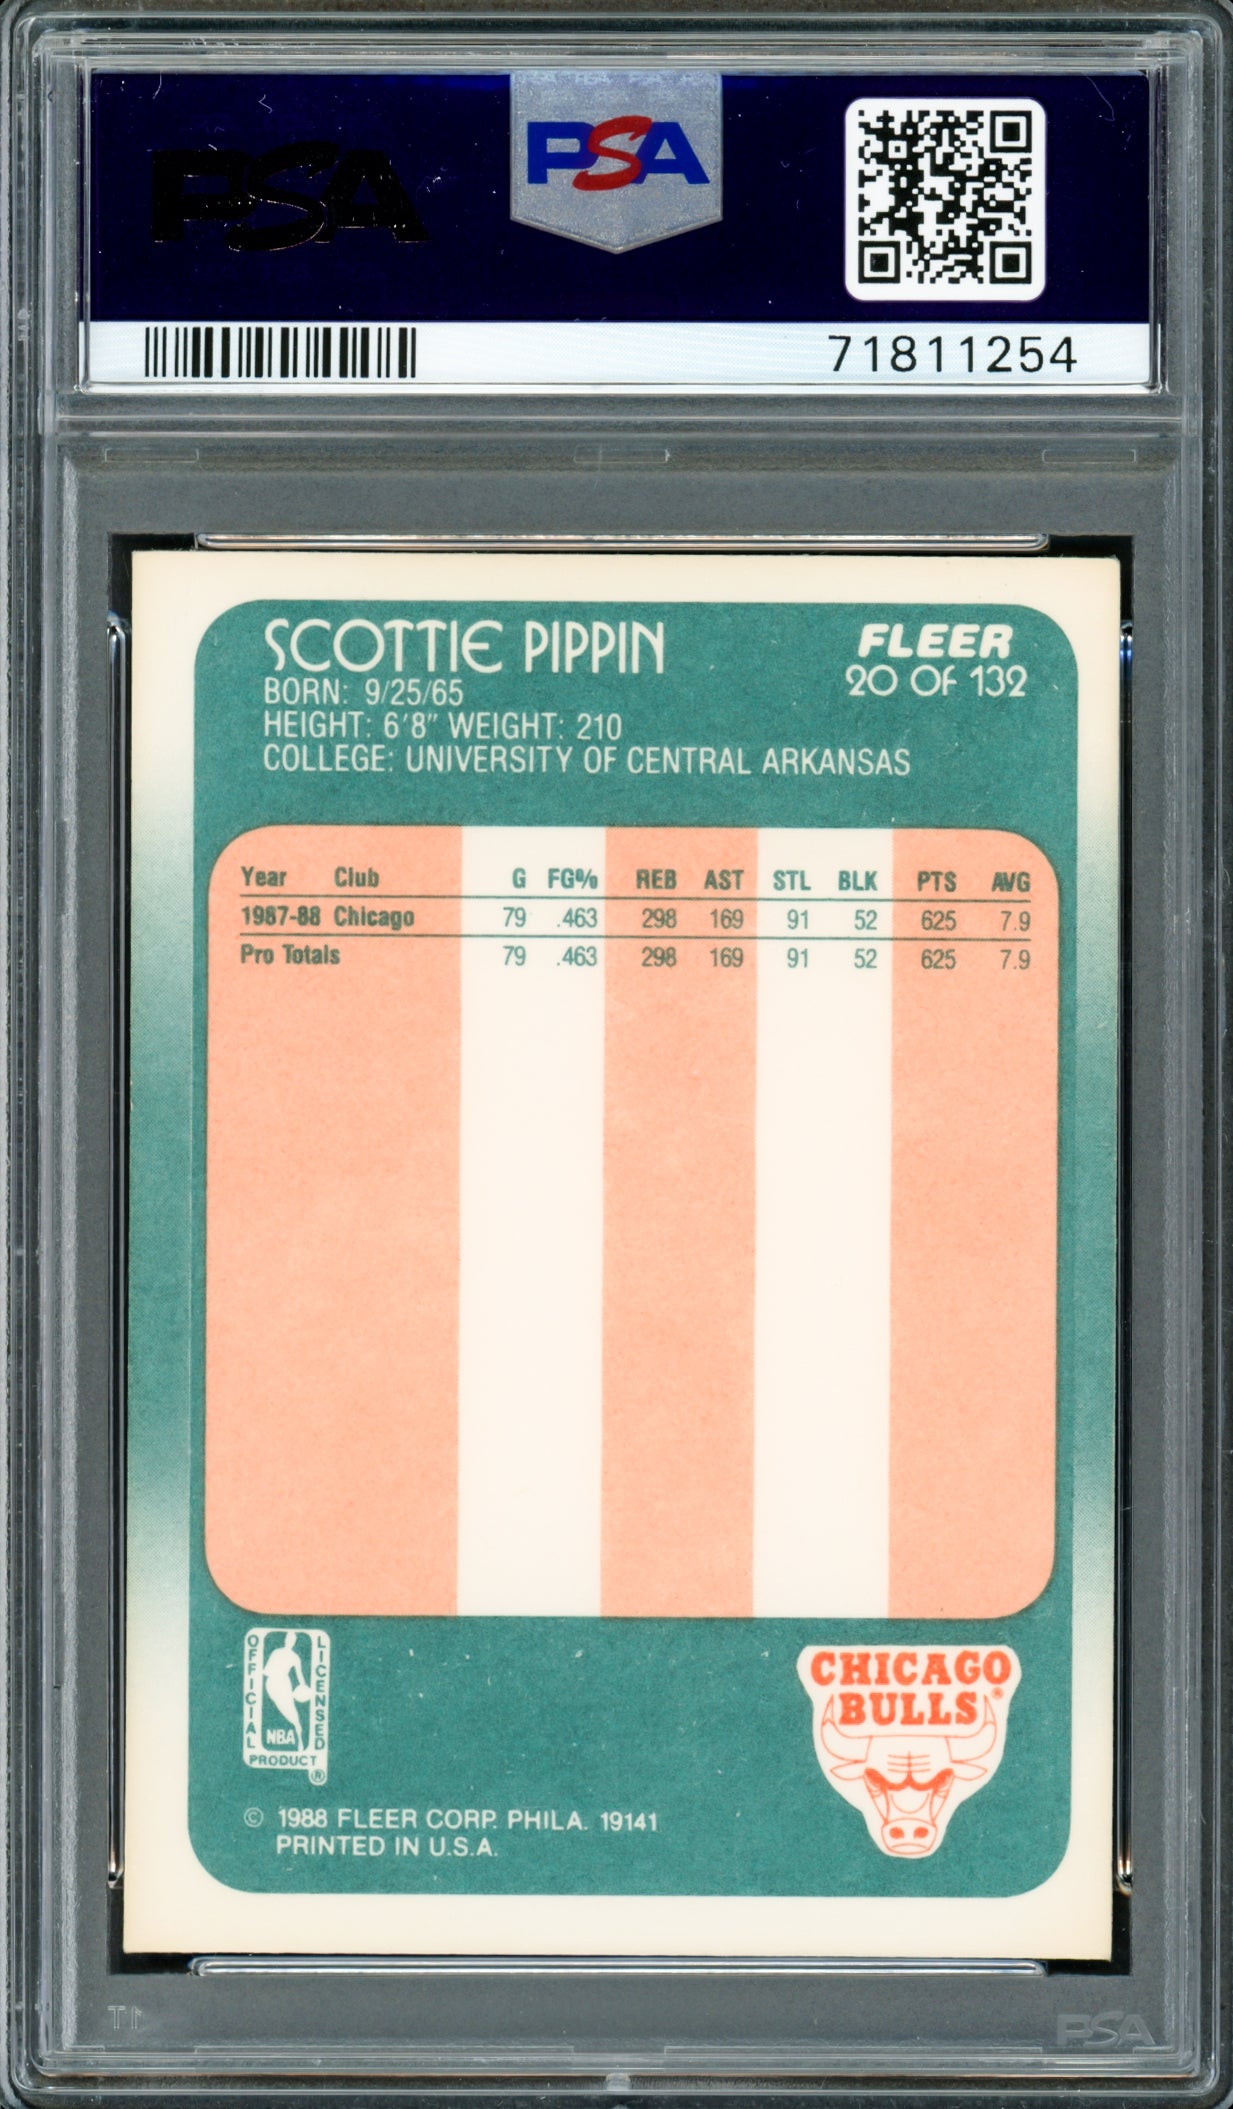 PSA
PSA
71811254
SCOTTIE PIPPIN
FLEER
20 OF 132
BORN: 9/25/65
HEIGHT: 6'8" WEIGHT: 210
COLLEGE: UNIVERSITY OF CENTRAL ARKANSAS
Year Club G FG% REB AST STL BLK PTS AVG
1987-88 Chicago 79 .463 298 169 91 52 625 7.9
Pro Totals 79 .463 298 169 91 52 625 7.9
OFFICIAL
LICENSED
NBA
PRODUCT
®
CHICAGO
BULLS®
© 1988 FLEER CORP. PHILA. 19141
PRINTED IN U.S.A.
PSA